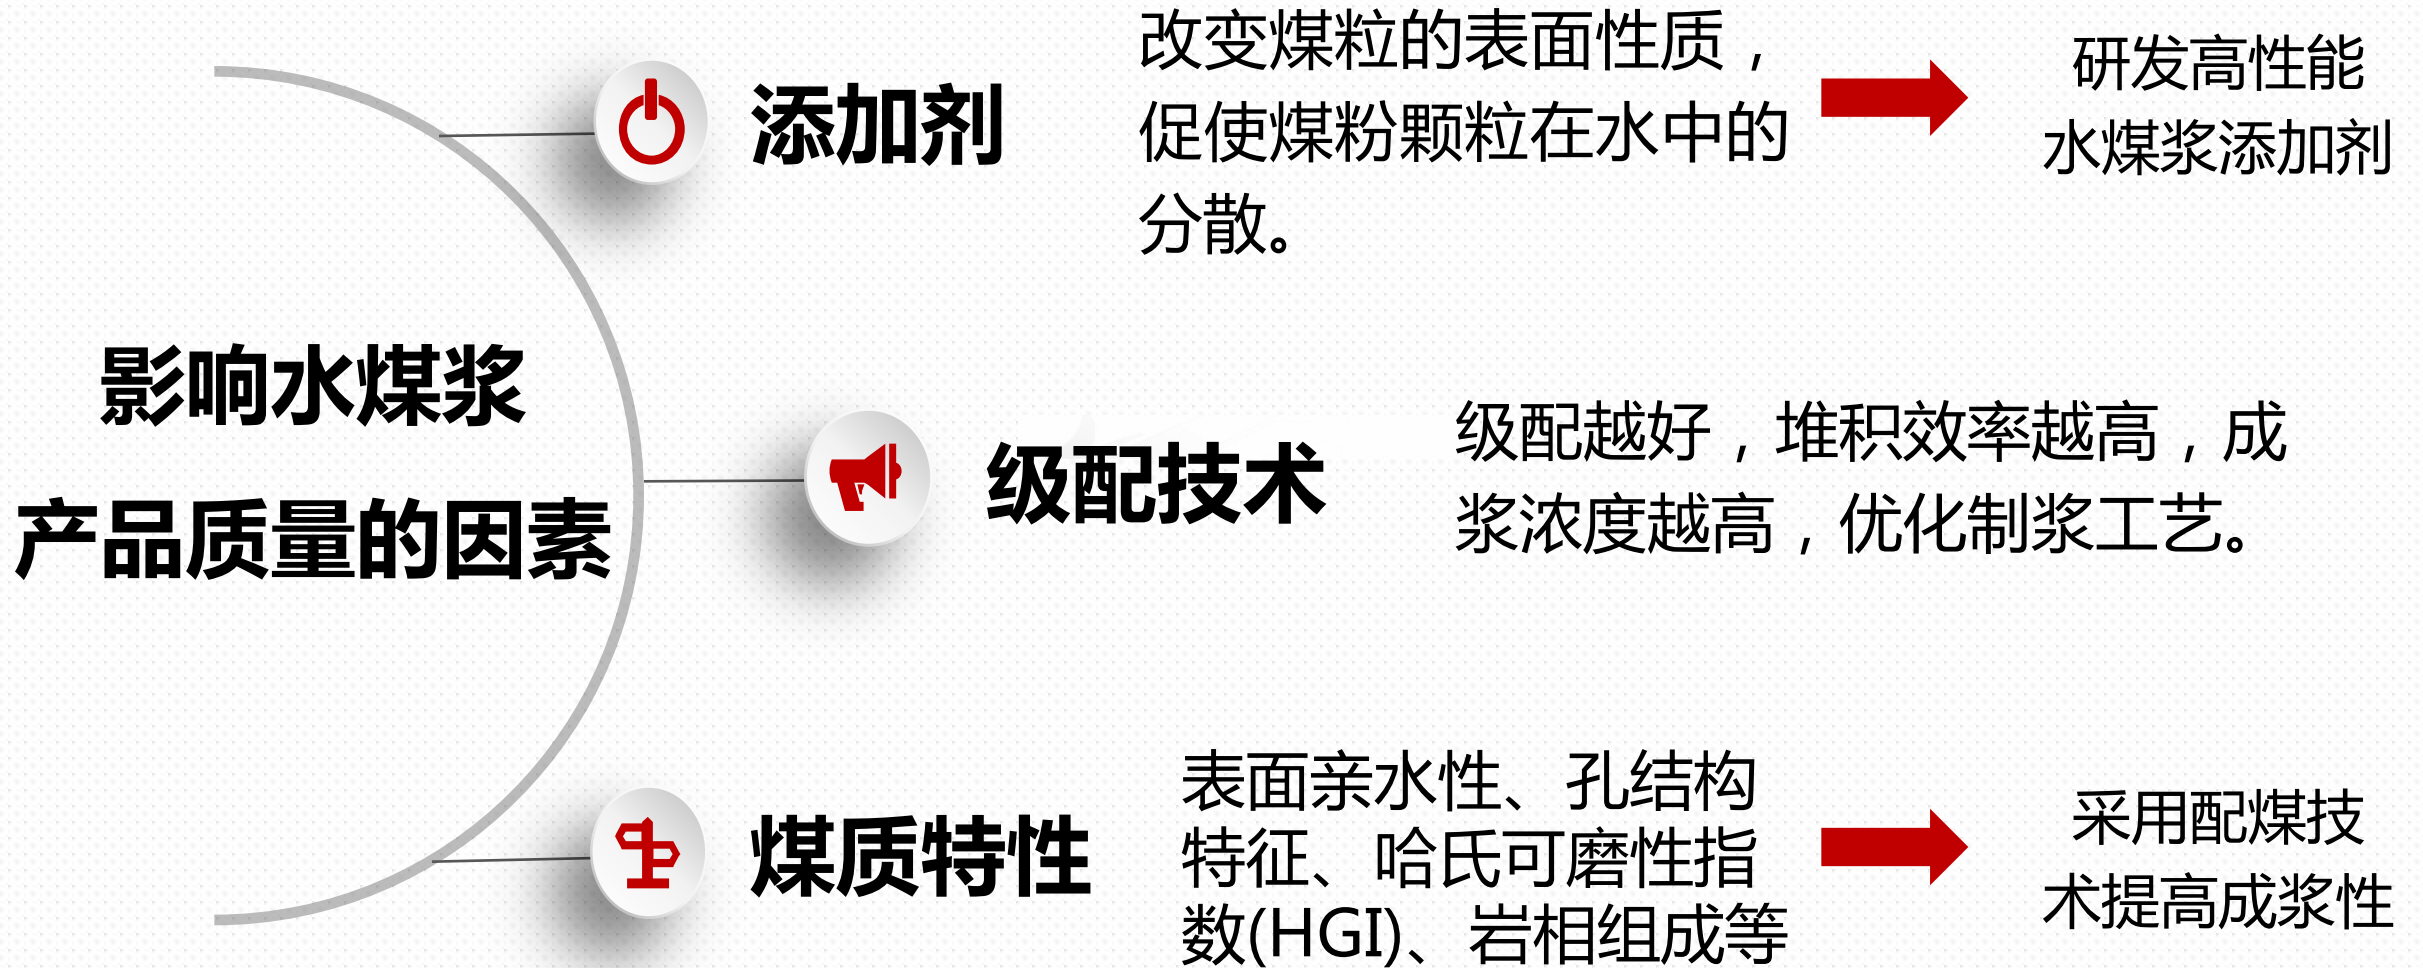 影响水煤浆
产品质量的因素
添加剂
改变煤粒的表面性质，
促使煤粉颗粒在水中的
分散。
研发高性能
水煤浆添加剂
级配技术
级配越好，堆积效率越高，成
浆浓度越高，优化制浆工艺。
煤质特性
表面亲水性、孔结构
特征、哈氏可磨性指
数(HGI)、岩相组成等
采用配煤技
术提高成浆性